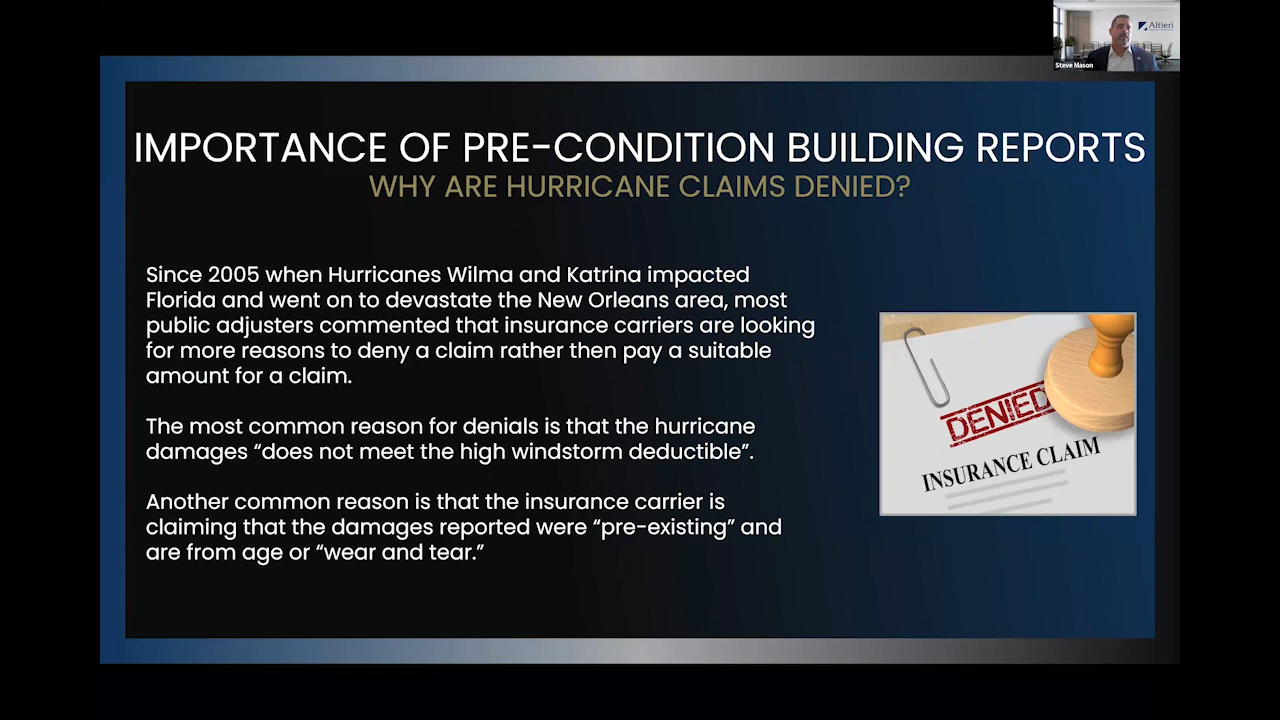 Altieri
Steve Mason
IMPORTANCE OF PRE-CONDITION BUILDING REPORTS
WHY ARE HURRICANE CLAIMS DENIED?
Since 2005 when Hurricanes Wilma and Katrina impacted
Florida and went on to devastate the New Orleans area, most
public adjusters commented that insurance carriers are looking
for more reasons to deny a claim rather then pay a suitable
amount for a claim.
The most common reason for denials is that the hurricane
damages “does not meet the high windstorm deductible”.
Another common reason is that the insurance carrier is
claiming that the damages reported were “pre-existing” and
are from age or “wear and tear.”
DENIED
INSURANCE CLAIM